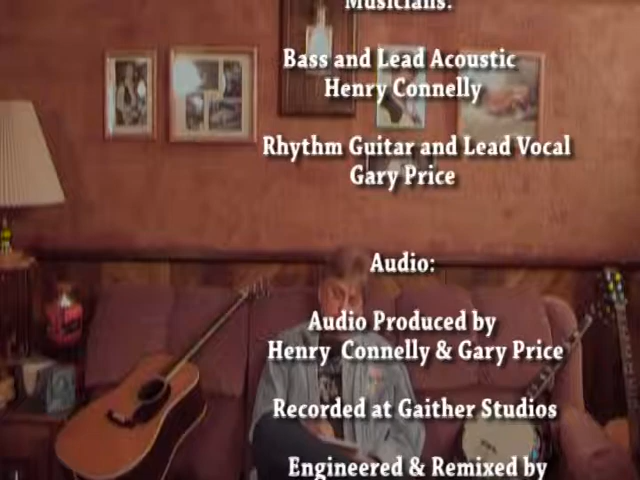 Musicians:
Bass and Lead Acoustic
Henry Connelly
Rhythm Guitar and Lead Vocal
Gary Price
Audio:
Audio Produced by
Henry Connelly & Gary Price
Recorded at Gaither Studios
Engineered & Remixed by